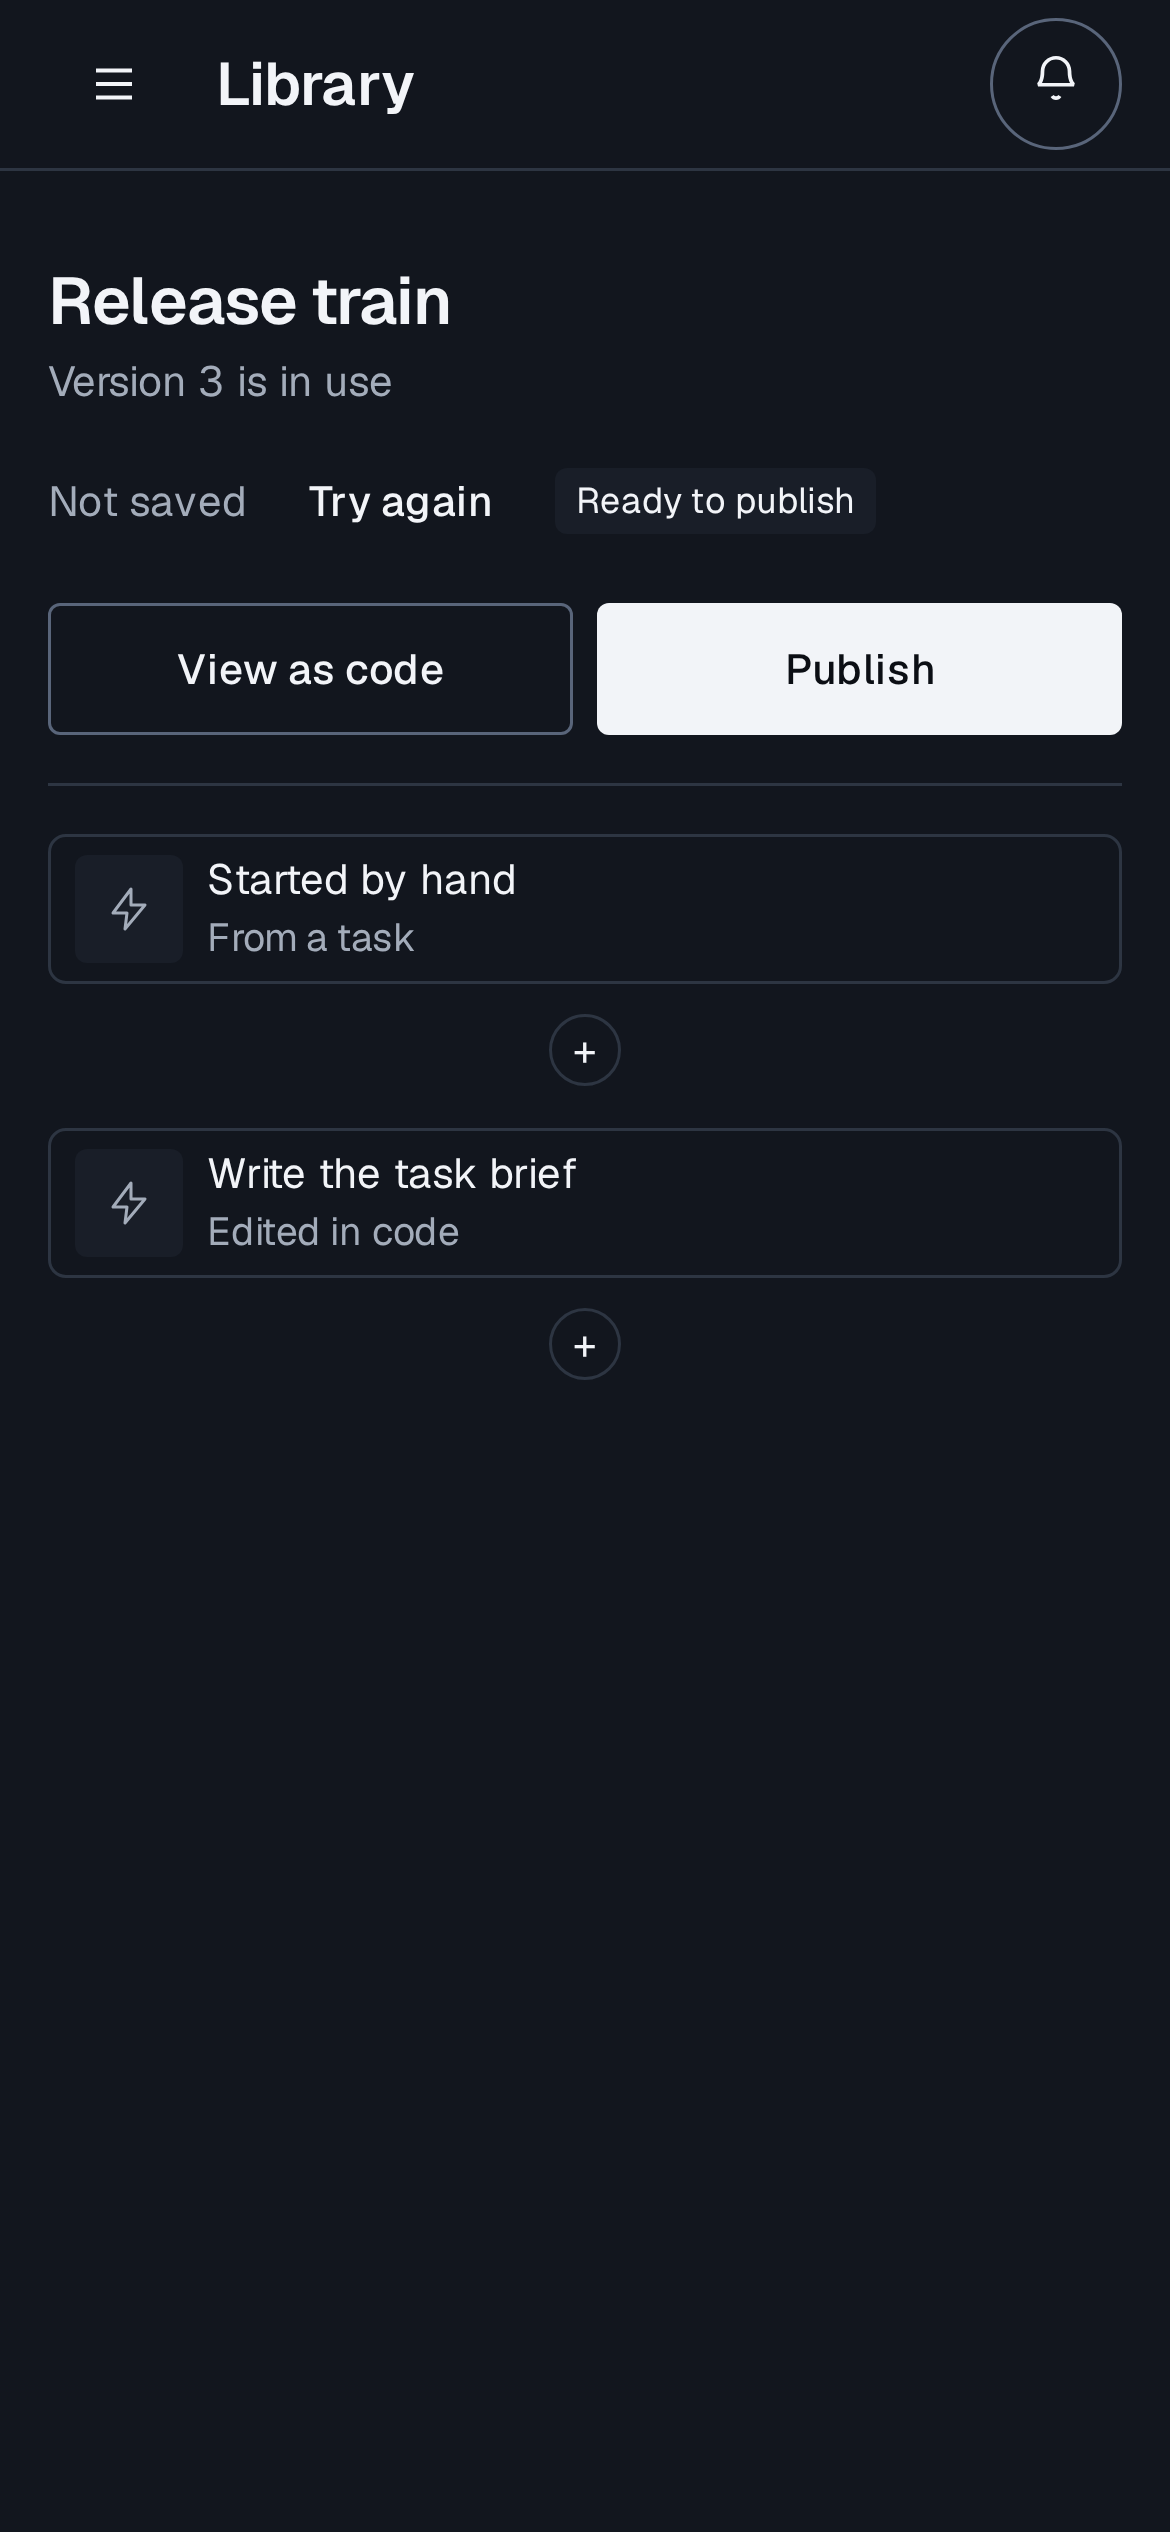 Library
Release train
Version 3 is in use
Not saved Try again Ready to publish
View as code Publish
Started by hand
From a task
+
Write the task brief
Edited in code
+